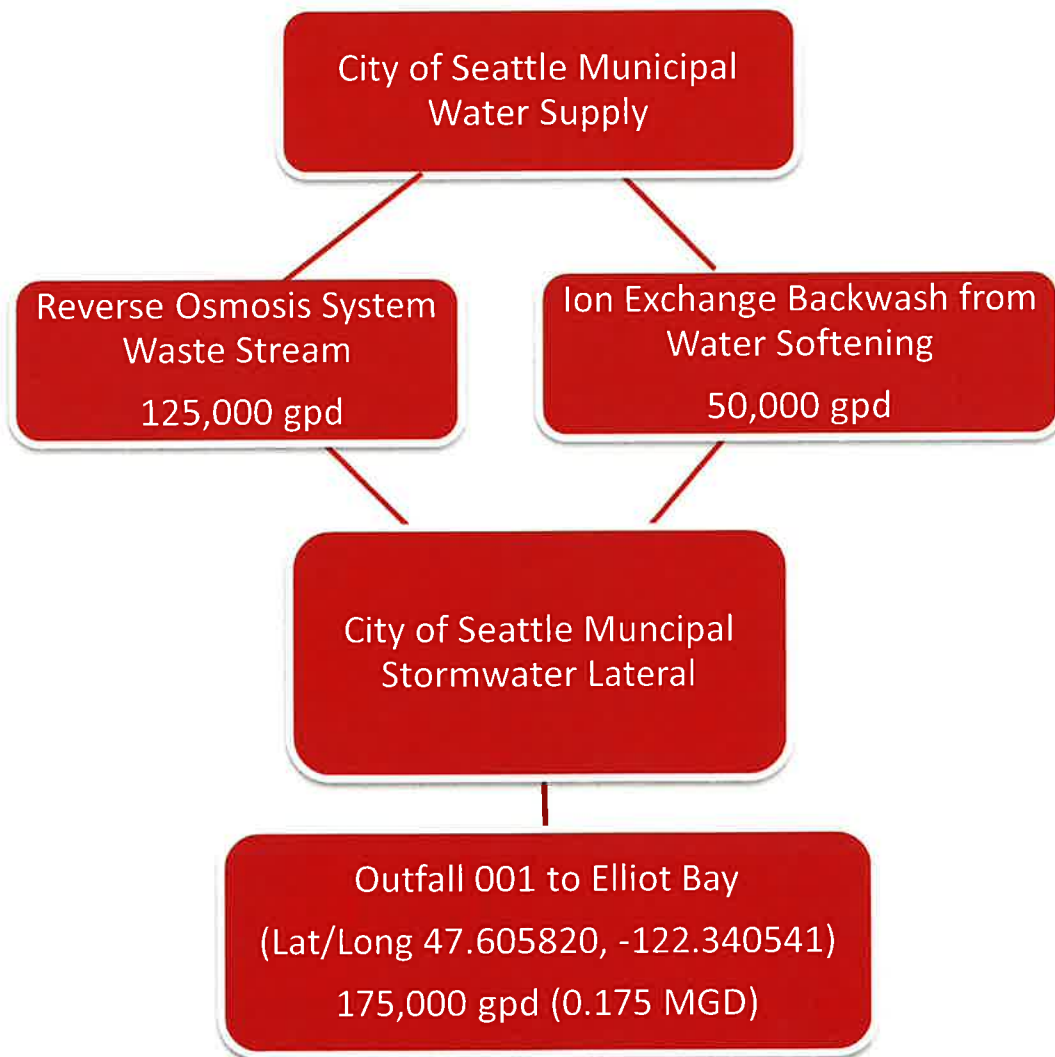 City of Seattle Municipal
Water Supply
Reverse Osmosis System
Waste Stream
125,000 gpd
Ion Exchange Backwash from
Water Softening
50,000 gpd
City of Seattle Muncipal
Stormwater Lateral
Outfall 001 to Elliot Bay
(Lat/Long 47.605820, -122.340541)
175,000 gpd (0.175 MGD)